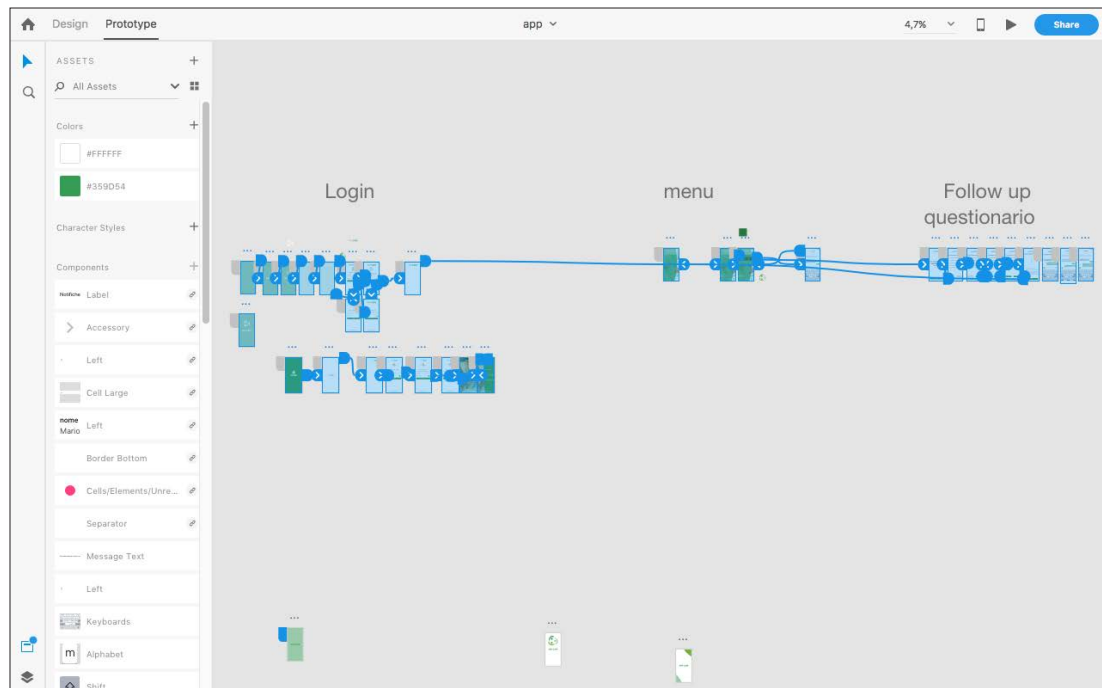 Design Prototype
app
4,7%
Share
ASSETS
All Assets
Colors
#FFFFFF
#359D54
Character Styles
Components
Notifiche Label
Accessory
Left
Cell Large
nome
Mario
Left
Border Bottom
Cells/Elements/Unre...
Separator
Message Text
Left
Keyboards
m Alphabet
Shift
Login
menu
Follow up
questionario